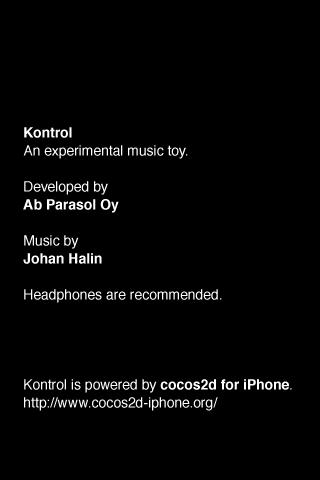 Kontrol
An experimental music toy.
Developed by
Ab Parasol Oy
Music by
Johan Halin
Headphones are recommended.
Kontrol is powered by cocos2d for iPhone.
http://www.cocos2d-iphone.org/